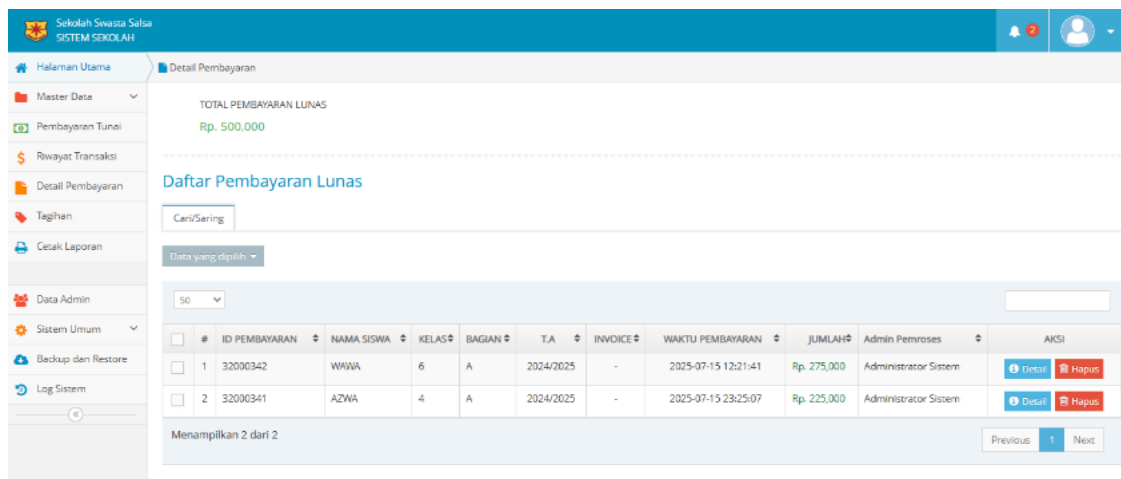 Sekolah Swasta Salsa
SISTEM SEKOLAH
2
Halaman Utama
Detail Pembayaran
Master Data
Pembayaran Tunai
Riwayat Transaksi
Detail Pembayaran
Tagihan
Cetak Laporan
Data Admin
Sistem Umum
Backup dan Restore
Log Sistem
TOTAL PEMBAYARAN LUNAS
Rp. 500,000
Daftar Pembayaran Lunas
Cari/Saring
Data yang dipilih
50
# ID PEMBAYARAN NAMA SISWA KELAS BAGIAN T.A INVOICE WAKTU PEMBAYARAN JUMLAH Admin Pemroses AKSI
1 32000342 WAWA 6 A 2024/2025 - 2025-07-15 12:21:41 Rp. 275,000 Administrator Sistem Detail Hapus
2 32000341 AZWA 4 A 2024/2025 - 2025-07-15 23:25:07 Rp. 225,000 Administrator Sistem Detail Hapus
Menampilkan 2 dari 2
Previous 1 Next